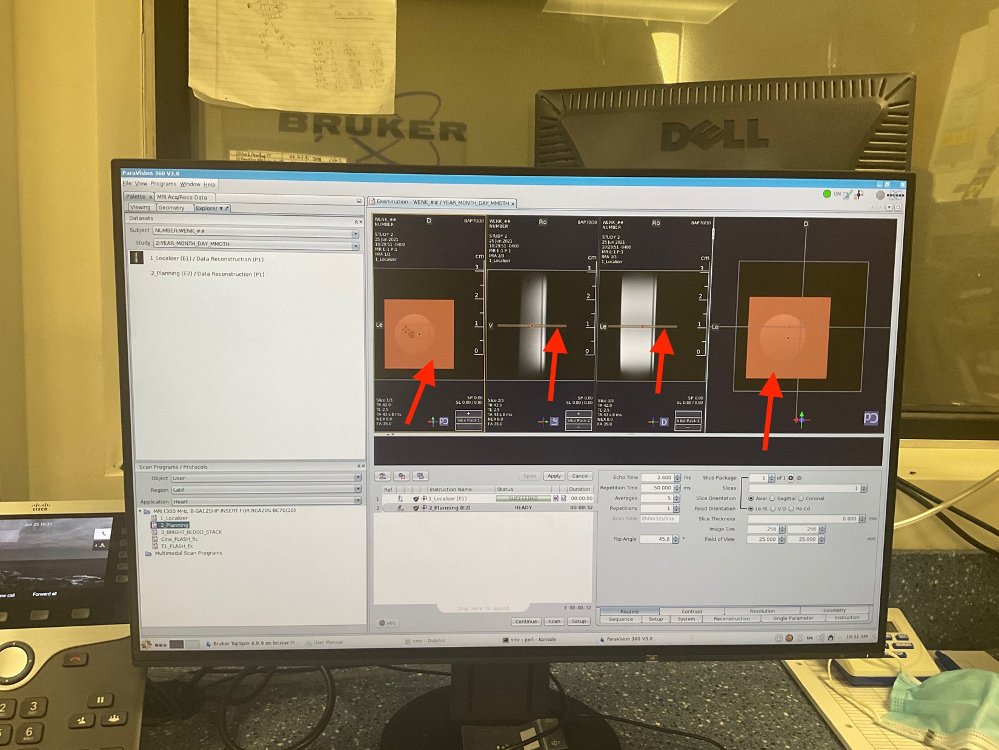 BRUKER
DELL
ParaVision 360 V3.0
File View Programs Window Help
Palette x MRI Acq/Reco Data
Viewing Geometry Explorer
Datasets
Subject NUMBER:WENK_##
Study 2:YEAR_MONTH_DAY_MMOTH
1_Localizer (E1) / Data Reconstruction (P1)
2_Planning (E2) / Data Reconstruction (P1)
ON
BRUKER
Examination - WENK_## / YEAR_MONTH_DAY_MMOTH x
WENK_##
NUMBER
D
BAP70/30
STUDY 2
25 Jun 2021
10:29:51 -0400
MR E:1 P:1
IMA 1/3
1_Localizer
cm
3
2
1
0
Le
Slice 1/3
TR 42.0
TE 2.5
TA 43 s 8 ms
NEX 8.0
FA 35.0
SP 0.00
SL 0.80 / 0.80
+
Slice Pack 1
WENK_##
NUMBER
Ro
BAP70/30
STUDY 2
25 Jun 2021
10:29:51 -0400
MR E:1 P:1
IMA 2/3
1_Localizer
cm
3
2
1
0
V
Slice 2/3
TR 42.0
TE 2.5
TA 43 s 8 ms
NEX 8.0
FA 35.0
SP 0.00
SL 0.80 / 0.80
+
Slice Pack 2
−
Le
WENK_##
NUMBER
Ro
BAP70/30
STUDY 2
25 Jun 2021
10:29:51 -0400
MR E:1 P:1
IMA 3/3
1_Localizer
cm
3
2
1
0
Le
Slice 3/3
TR 42.0
TE 2.5
TA 43 s 8 ms
NEX 8.0
FA 35.0
SP 0.00
SL 0.80 / 0.80
Slice Pack 3
−
D
D
Le
Cd
Scan Programs / Protocols
Object User
Region Latif
Application Heart
MRI (300 MHz, B-GA12SHP INSERT FOR BGA20S BC70/30)
1_Localizer
2_Planning
3_BRIGHT_BLOOD_STACK
Cine_FLASH_flc
T1_FLASH_flc
Multimodal Scan Programs
Open Apply Cancel
Ref Instruction Name Status Duration
1 1_Localizer (E1) SUCCEEDED 00:00:00
2 2_Planning (E2) READY 00:00:32
Drop Here to Append
Σ 00:00:32
MRI
Continue Scan Setup
Echo Time 2.600 ms
Repetition Time 50.000 ms
Averages 5
Repetitions 1
Scan Time 0h0m32s0ms
Flip Angle 45.0 °
Slice Package 1 of 1
Slices 1
Slice Orientation Axial Sagittal Coronal
Read Orientation Le-Rt V-D Ro-Cd
Slice Thickness 0.800 mm
Image Size 256 256
Field of View 25.000 25.000 mm
Routine Contrast Resolution Geometry
Sequence Setup System Reconstruction Single Parameter Instruction
Bruker TopSpin 4.0.9 on bruker-7t User Manual nmr - Dolphin nmr : perl - Konsole ParaVision 360 V3.0 us 10:31 AM
CISCO
Jun 25 10:31
ew call Forward all
2 3
DEF
6
MNO